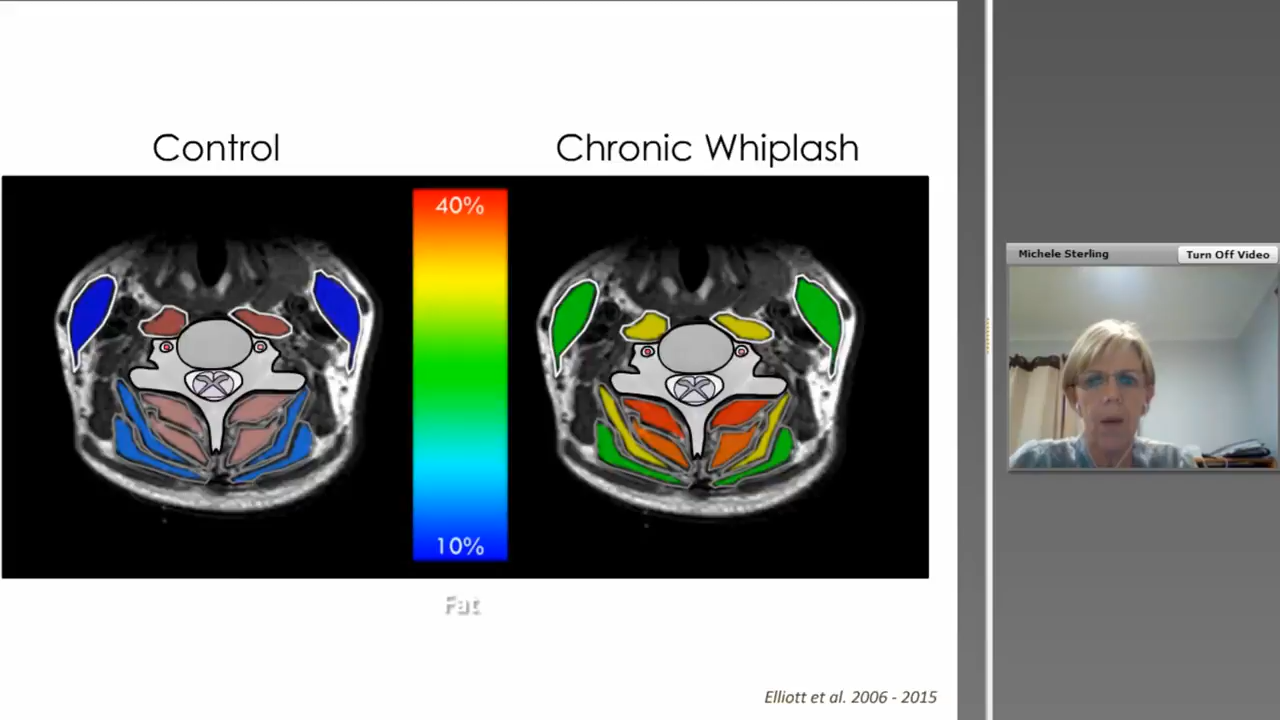 Control
Chronic Whiplash
40%
10%
Fat
Elliott et al. 2006 - 2015
Michele Sterling
Turn Off Video